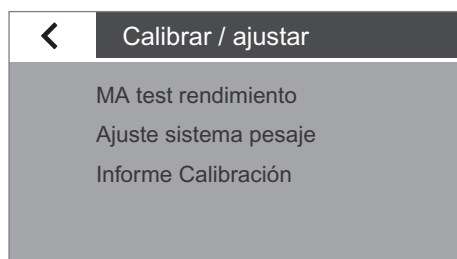 Calibrar / ajustar
MA test rendimiento
Ajuste sistema pesaje
Informe Calibración